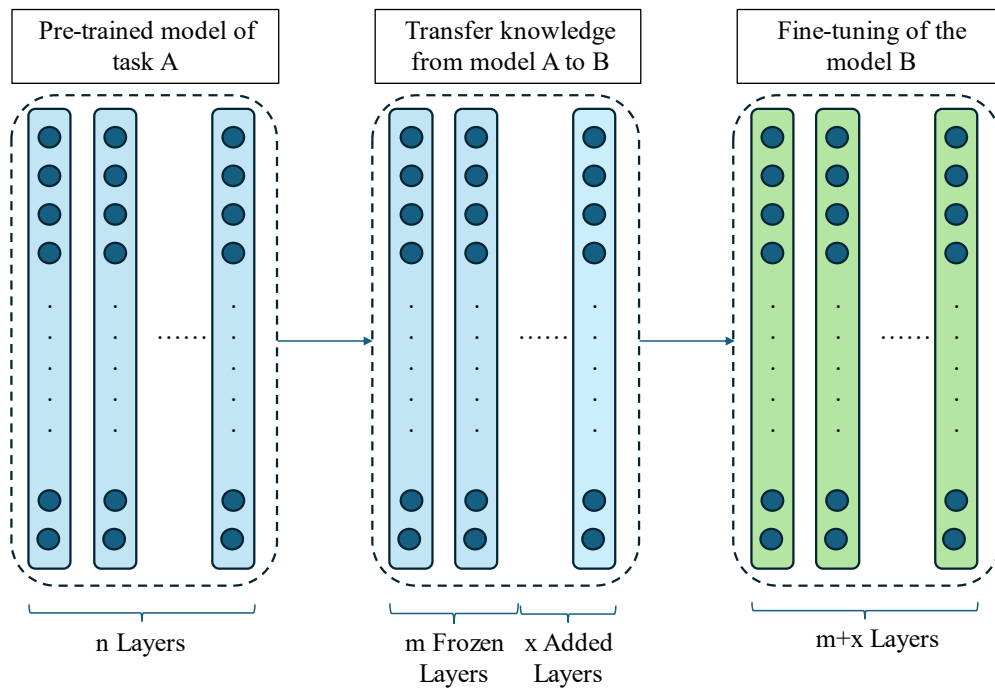 Pre-trained model of
task A
Transfer knowledge
from model A to B
Fine-tuning of the
model B
n Layers
m Frozen
Layers
x Added
Layers
m+x Layers